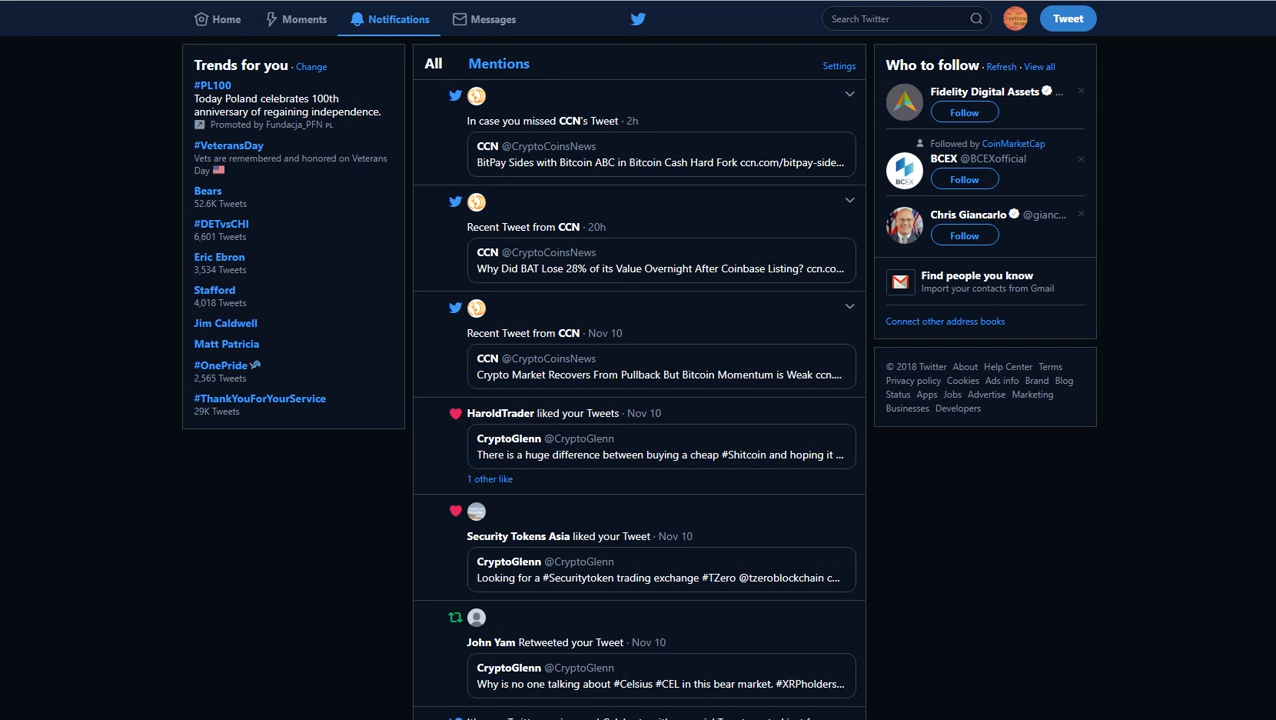 Home
Moments
Notifications
Messages
Search Twitter
Tweet
Trends for you · Change
#PL100
Today Poland celebrates 100th
anniversary of regaining independence.
Promoted by Fundacja_PFN PL
#VeteransDay
Vets are remembered and honored on Veterans
Day 🇺🇸
Bears
52.6K Tweets
#DETvsCHI
6,601 Tweets
Eric Ebron
3,534 Tweets
Stafford
4,018 Tweets
Jim Caldwell
Matt Patricia
#OnePride
2,565 Tweets
#ThankYouForYourService
29K Tweets
All
Mentions
Settings
In case you missed CCN's Tweet · 2h
CCN @CryptoCoinsNews
BitPay Sides with Bitcoin ABC in Bitcoin Cash Hard Fork ccn.com/bitpay-side...
Recent Tweet from CCN · 20h
CCN @CryptoCoinsNews
Why Did BAT Lose 28% of its Value Overnight After Coinbase Listing? ccn.co...
Recent Tweet from CCN · Nov 10
CCN @CryptoCoinsNews
Crypto Market Recovers From Pullback But Bitcoin Momentum is Weak ccn....
HaroldTrader liked your Tweets · Nov 10
CryptoGlenn @CryptoGlenn
There is a huge difference between buying a cheap #Shitcoin and hoping it ...
1 other like
Security Tokens Asia liked your Tweet · Nov 10
CryptoGlenn @CryptoGlenn
Looking for a #Securitytoken trading exchange #TZero @tzeroblockchain c...
John Yam Retweeted your Tweet · Nov 10
CryptoGlenn @CryptoGlenn
Why is no one talking about #Celsius #CEL in this bear market. #XRPholders...
Who to follow · Refresh · View all
Fidelity Digital Assets ...
Follow
Followed by CoinMarketCap
BCEX @BCEXofficial
Follow
Chris Giancarlo @gianc...
Follow
Find people you know
Import your contacts from Gmail
Connect other address books
© 2018 Twitter About Help Center Terms
Privacy policy Cookies Ads info Brand Blog
Status Apps Jobs Advertise Marketing
Businesses Developers